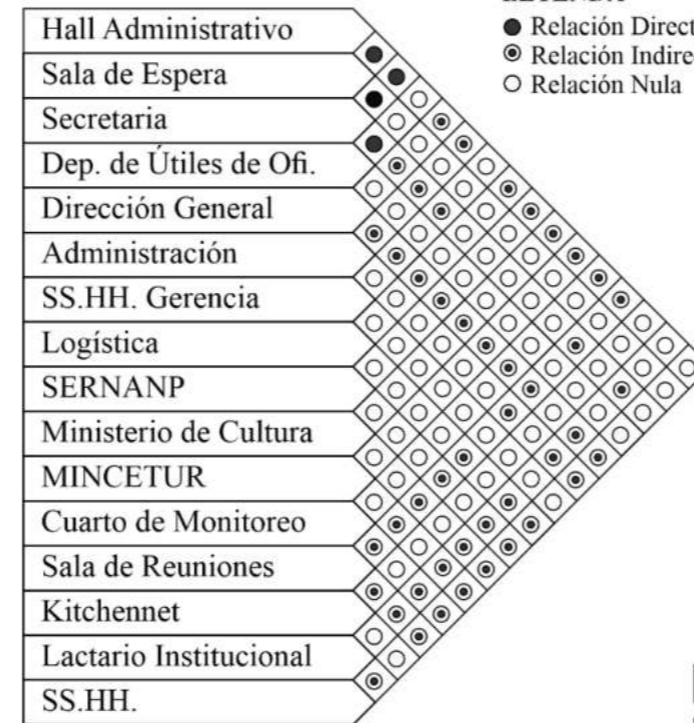 Hall Administrativo
Sala de Espera
Secretaria
Dep. de Útiles de Ofi.
Dirección General
Administración
SS.HH. Gerencia
Logística
SERNANP
Ministerio de Cultura
MINCETUR
Cuarto de Monitoreo
Sala de Reuniones
Kitchennet
Lactario Institucional
SS.HH.
Relación Direct
Relación Indirec
Relación Nula